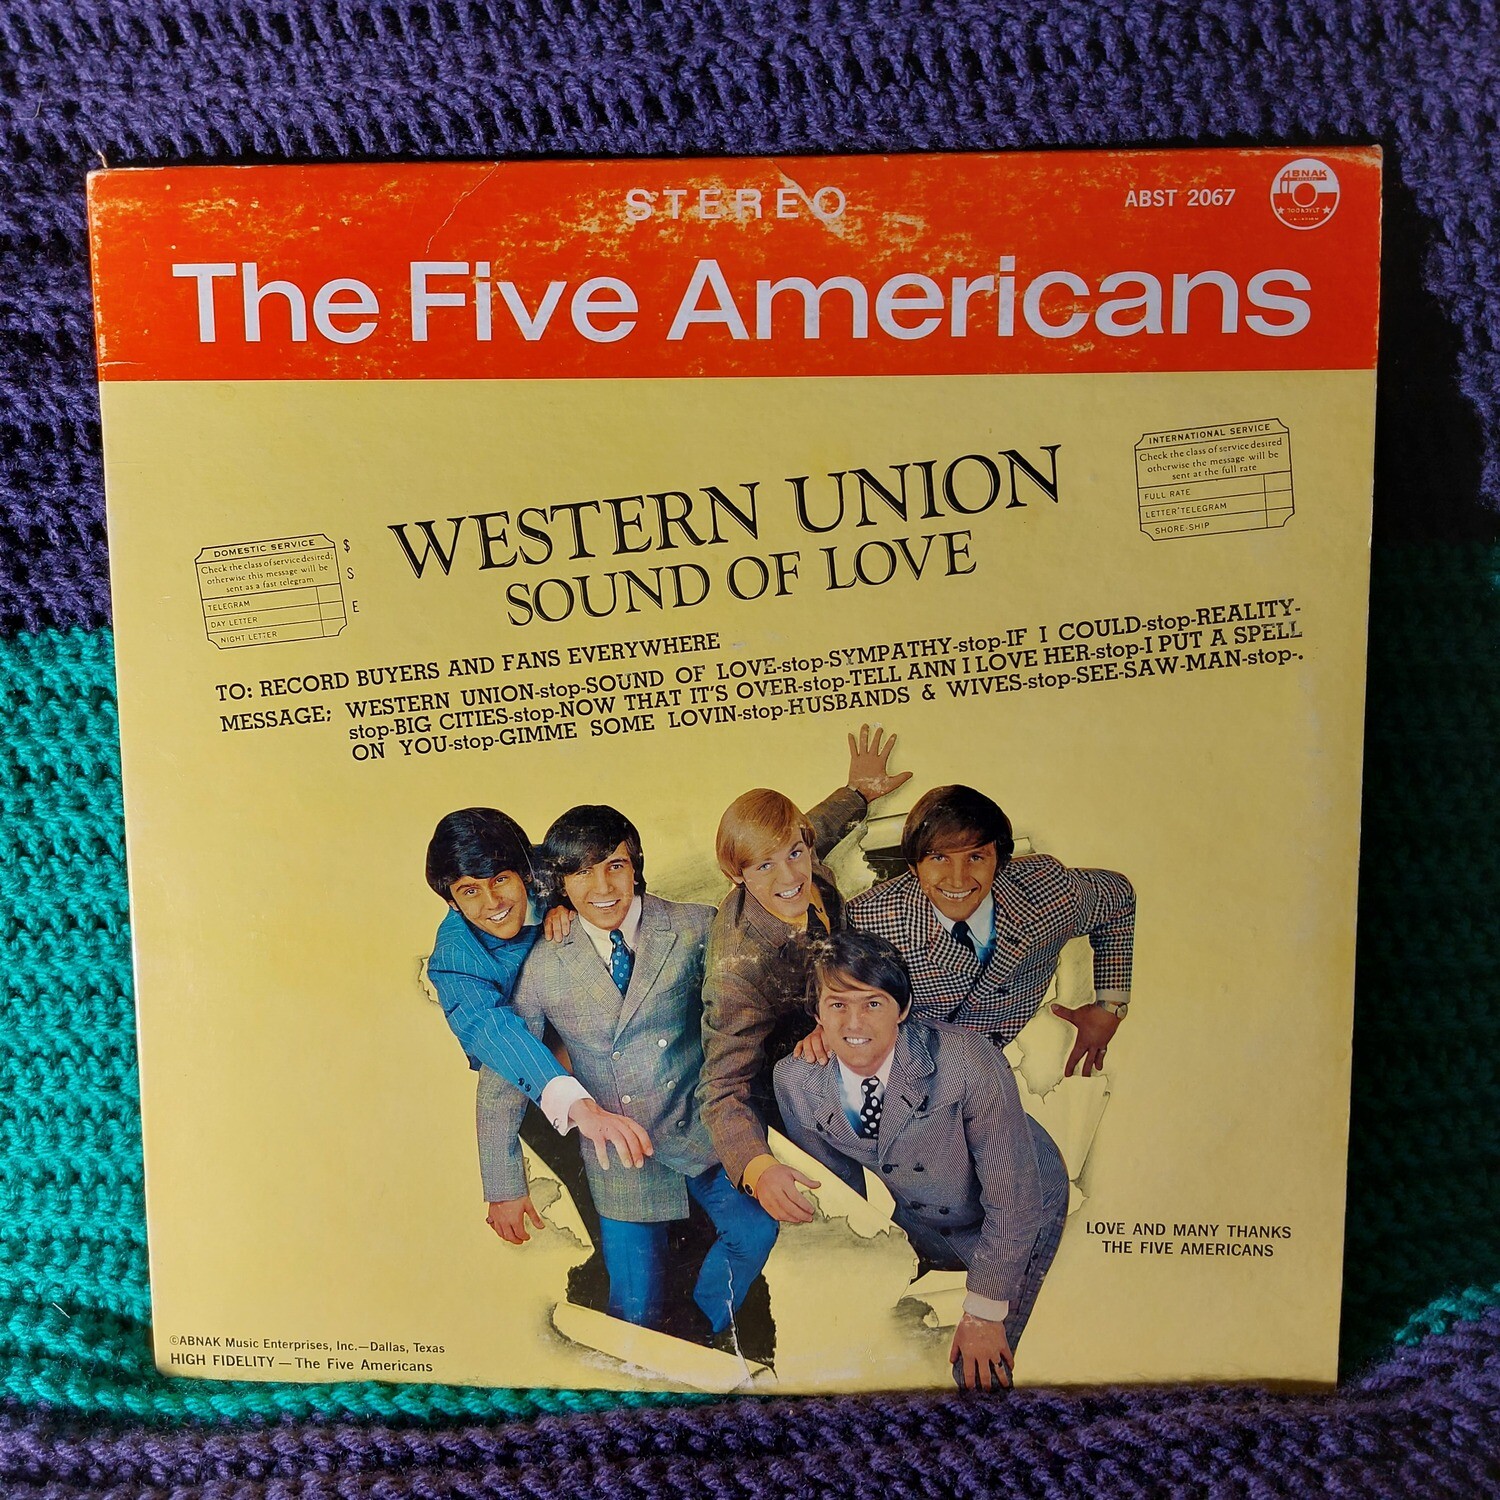 STEREO
ABST 2067
ABNAK
The Five Americans
INTERNATIONAL SERVICE
Check the class of service desired
otherwise the message will be
sent at the full rate
FULL RATE
LETTER TELEGRAM
SHORE-SHIP
WESTERN UNION
SOUND OF LOVE
DOMESTIC SERVICE
Check the class of service desired;
otherwise this message will be
sent as a fast telegram
TELEGRAM
DAY LETTER
NIGHT LETTER
$
S
E
TO: RECORD BUYERS AND FANS EVERYWHERE
MESSAGE; WESTERN UNION-stop-SOUND OF LOVE-stop-SYMPATHY-stop-IF I COULD-stop-REALITY-
stop-BIG CITIES-stop-NOW THAT IT'S OVER-stop-TELL ANN I LOVE HER-stop-I PUT A SPELL
ON YOU-stop-GIMME SOME LOVIN-stop-HUSBANDS & WIVES-stop-SEE-SAW-MAN-stop-.
LOVE AND MANY THANKS
THE FIVE AMERICANS
©ABNAK Music Enterprises, Inc.—Dallas, Texas
HIGH FIDELITY — The Five Americans